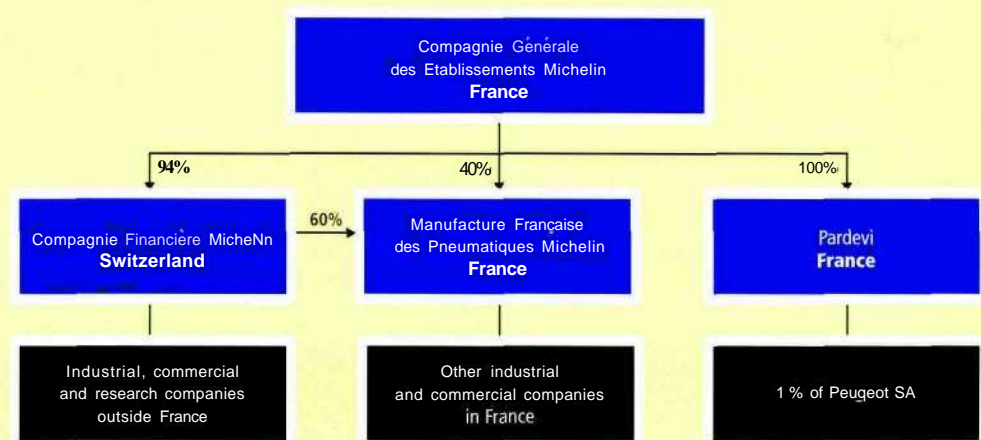 Compagnie Générale
des Etablissements Michelin
France
94%
40%
100%
Compagnie Financière MicheNn
Switzerland
60%
Manufacture Française
des Pneumatiques Michelin
France
Pardevi
France
Industrial, commercial
and research companies
outside France
Other industrial
and commercial companies
in France
1 % of Peugeot SA